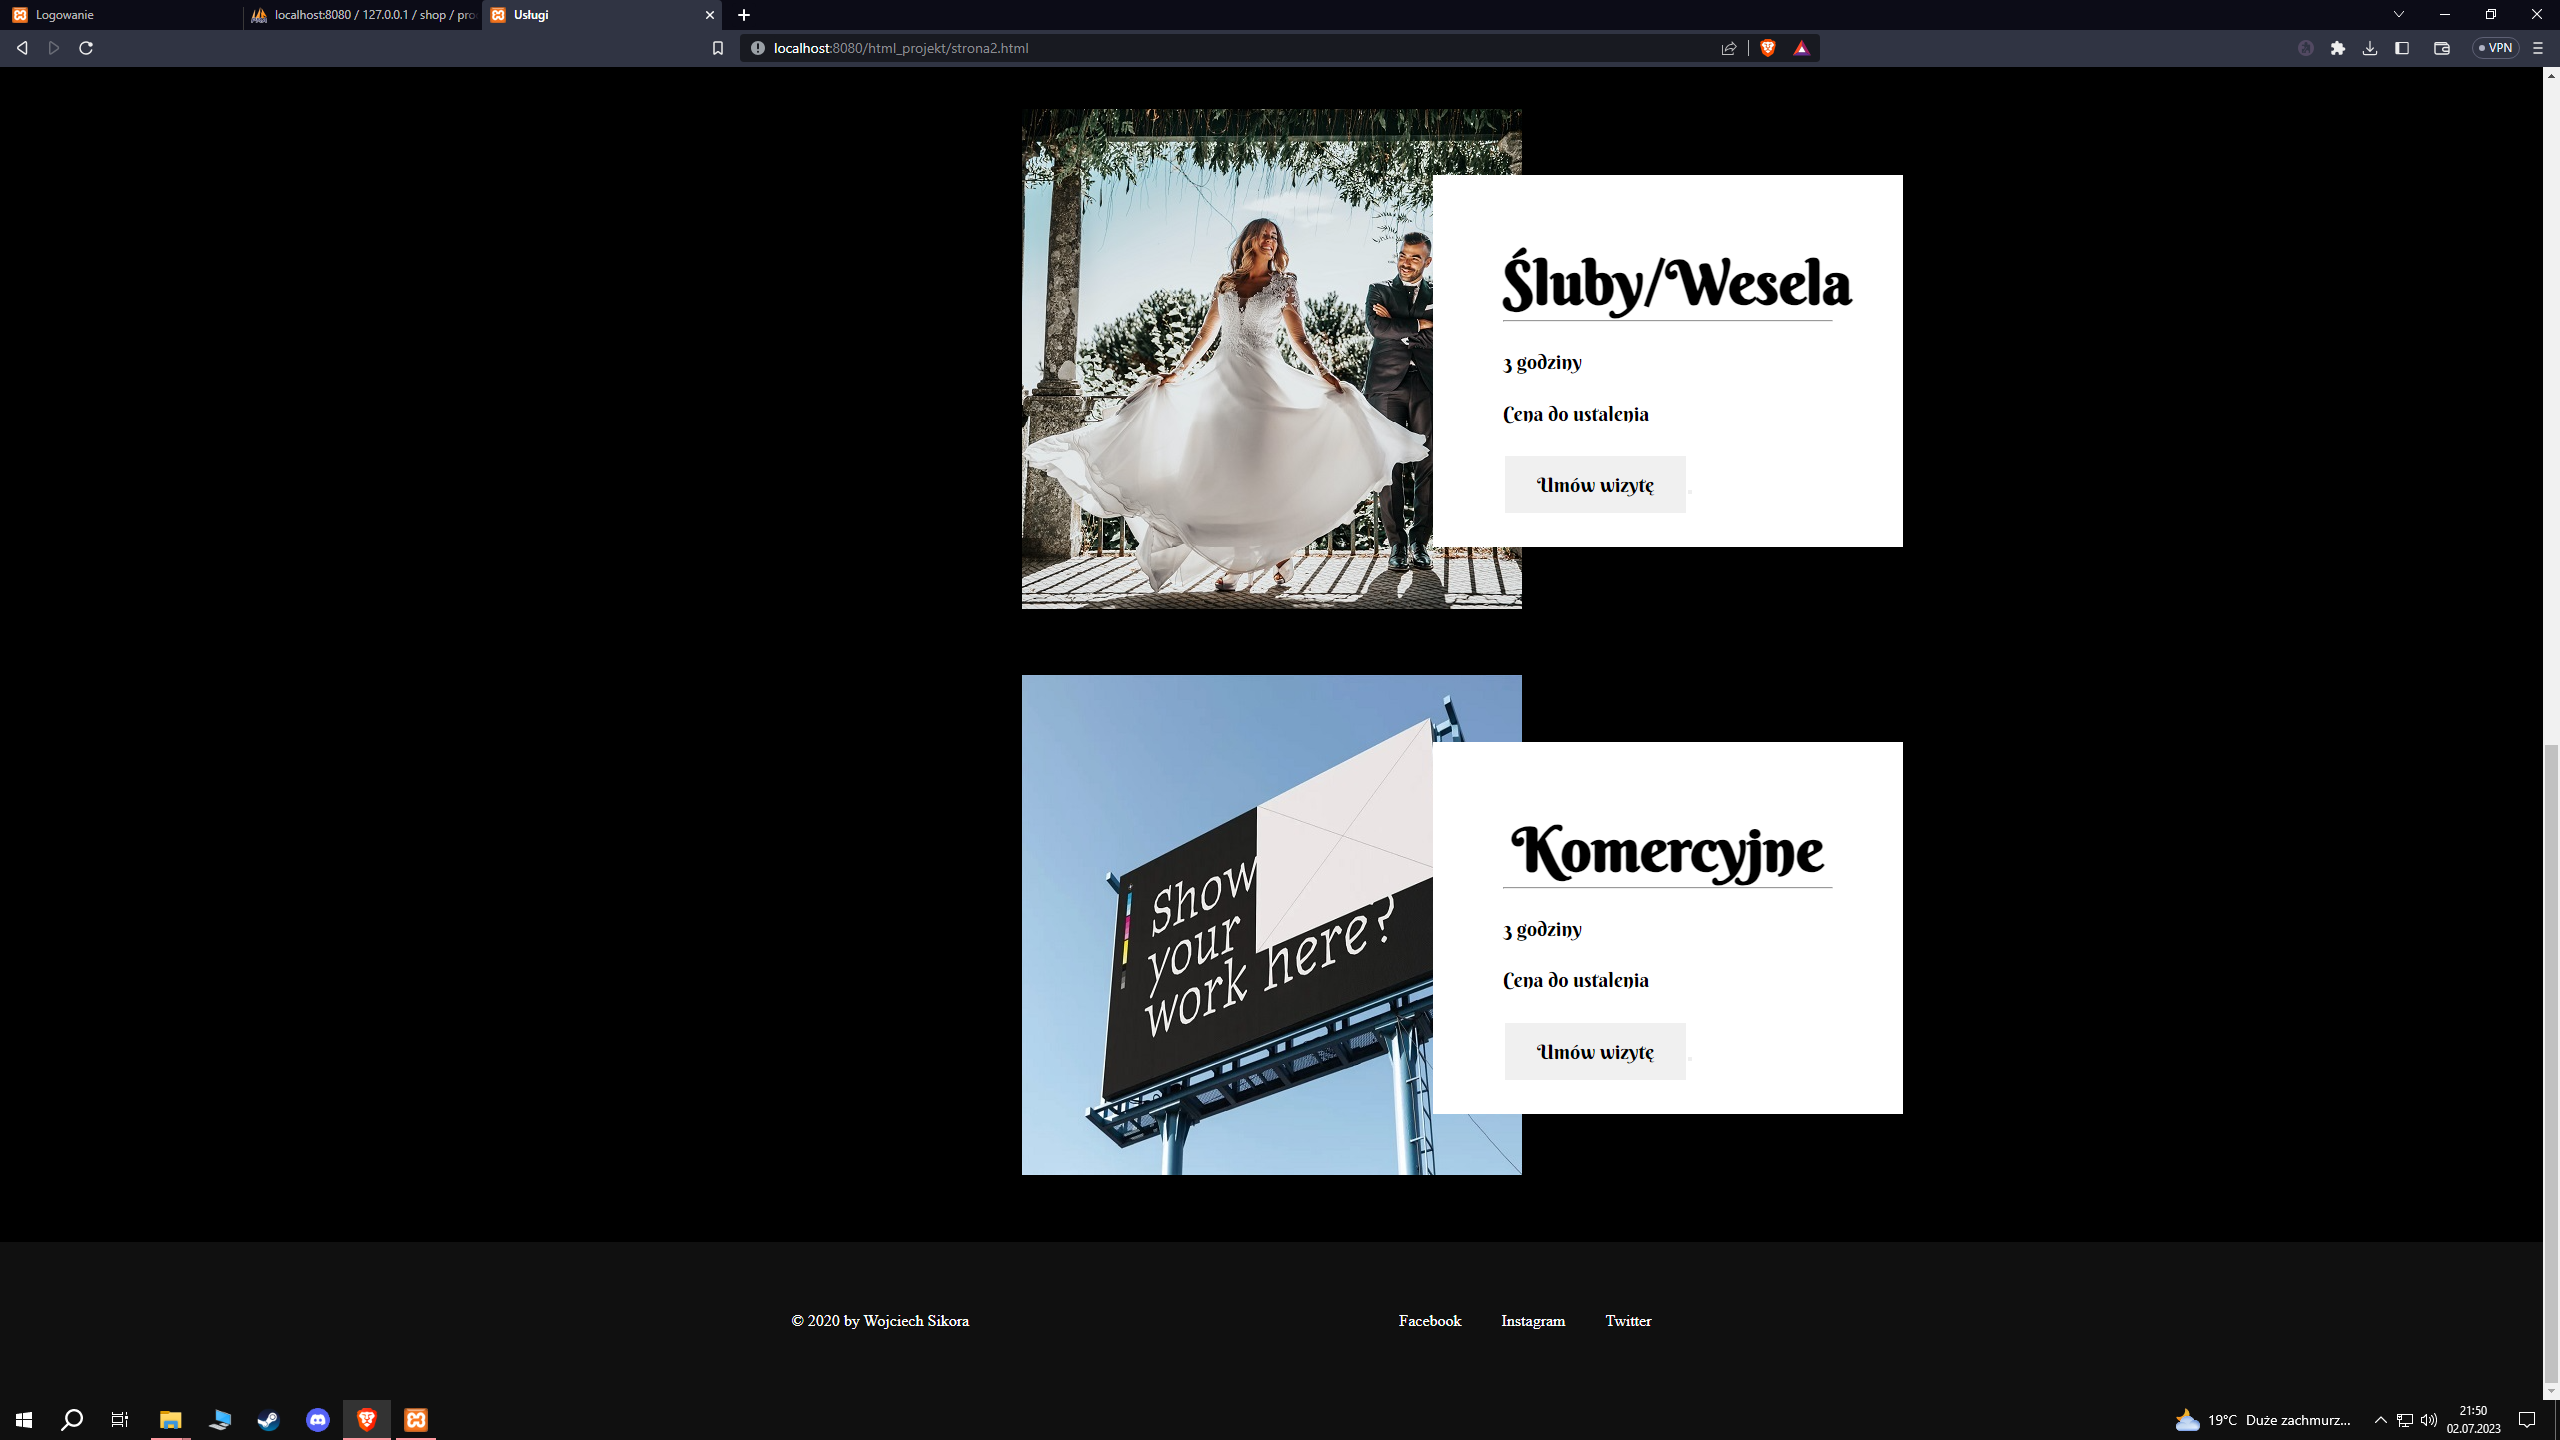 Logowanie
localhost:8080 / 127.0.0.1 / shop / pro
Usługi
localhost:8080/html_projekt/strona2.html
VPN
Śluby/Wesela
3 godziny
Cena do ustalenia
Umów wizytę
Show
your
work here?
Komercyjne
3 godziny
Cena do ustalenia
Umów wizytę
© 2020 by Wojciech Sikora
Facebook
Instagram
Twitter
19°C Duże zachmurz...
21:50
02.07.2023